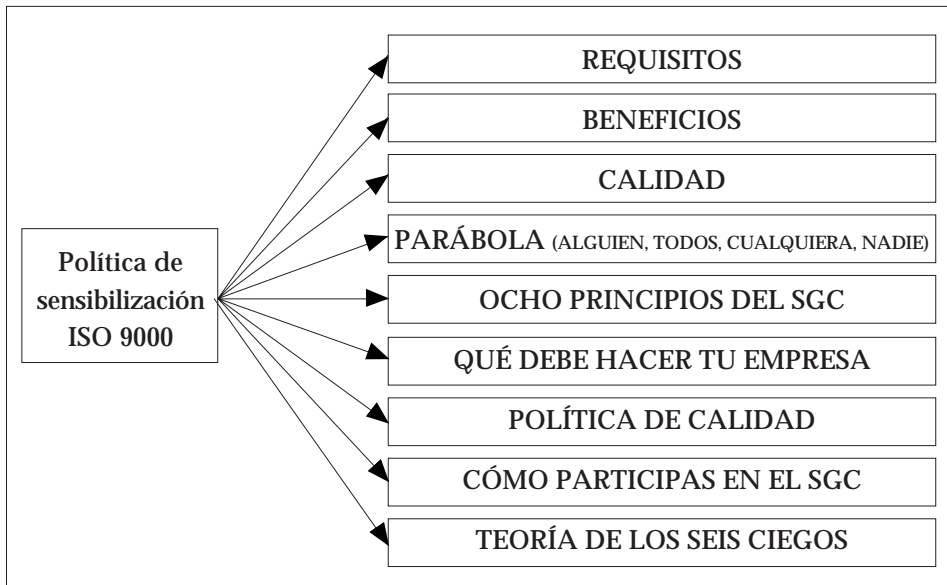 Política de
sensibilización
ISO 9000
REQUISITOS
BENEFICIOS
CALIDAD
PARÁBOLA (ALGUIEN, TODOS, CUALQUIERA, NADIE)
OCHO PRINCIPIOS DEL SGC
QUÉ DEBE HACER TU EMPRESA
POLÍTICA DE CALIDAD
CÓMO PARTICIPAS EN EL SGC
TEORÍA DE LOS SEIS CIEGOS